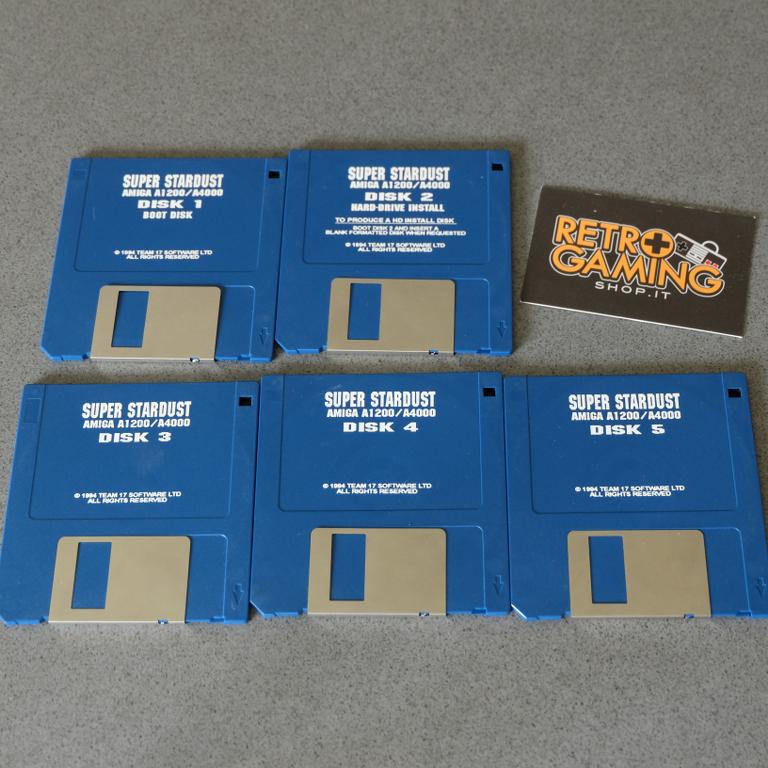 SUPER STARDUST
AMIGA A1200/A4000
DISK 1
BOOT DISK
© 1994 TEAM 17 SOFTWARE LTD
ALL RIGHTS RESERVED
SUPER STARDUST
AMIGA A1200/A4000
DISK 2
HARD-DRIVE INSTALL
TO PRODUCE A HD INSTALL DISK
BOOT DISK 2 AND INSERT A
BLANK FORMATTED DISK WHEN REQUESTED
© 1994 TEAM 17 SOFTWARE LTD
ALL RIGHTS RESERVED
RETRO
GAMING
SHOP.IT
SUPER STARDUST
AMIGA A1200/A4000
DISK 3
© 1994 TEAM 17 SOFTWARE LTD
ALL RIGHTS RESERVED
SUPER STARDUST
AMIGA A1200/A4000
DISK 4
© 1994 TEAM 17 SOFTWARE LTD
ALL RIGHTS RESERVED
SUPER STARDUST
AMIGA A1200/A4000
DISK 5
© 1994 TEAM 17 SOFTWARE LTD
ALL RIGHTS RESERVED